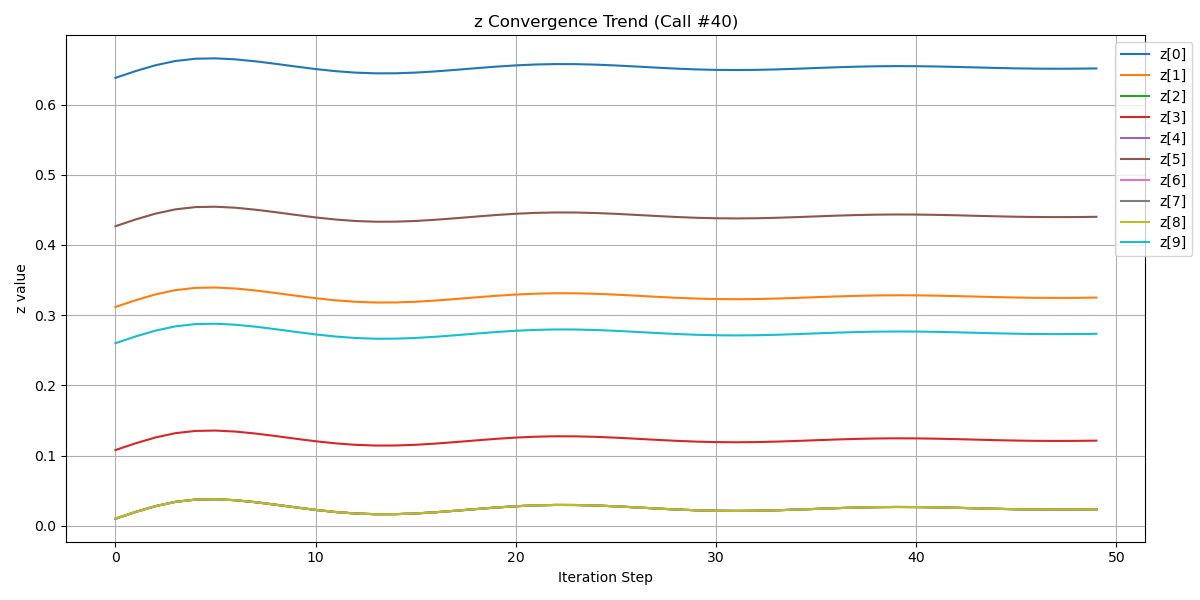 z Convergence Trend (Call #40)
z[0]
z[1]
z[2]
z[3]
z[4]
z[5]
z[6]
z[7]
z[8]
z[9]
z value
0.6
0.5
0.4
0.3
0.2
0.1
0.0
0 10 20 30 40 50
Iteration Step